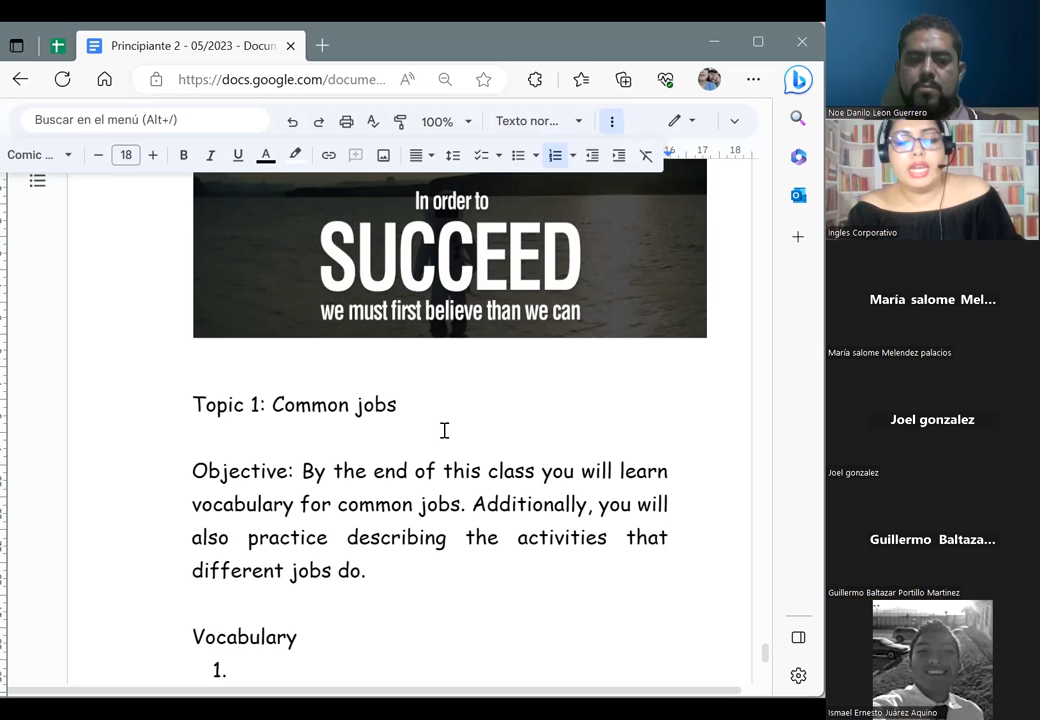 Principiante 2 - 05/2023 - Docun
https://docs.google.com/docume...
Buscar en el menú (Alt+/)
100%
Texto nor...
Comic ...
18
16 17 18
In order to
SUCCEED
we must first believe than we can
Topic 1: Common jobs
Objective: By the end of this class you will learn
vocabulary for common jobs. Additionally, you will
also practice describing the activities that
different jobs do.
Vocabulary
1.
Noe Danilo Leon Guerrero
Ingles Corporativo
María salome Mel...
María salome Melendez palacios
Joel gonzalez
Joel gonzalez
Guillermo Baltaza...
Guillermo Baltazar Portillo Martinez
Ismael Ernesto Juárez Aquino